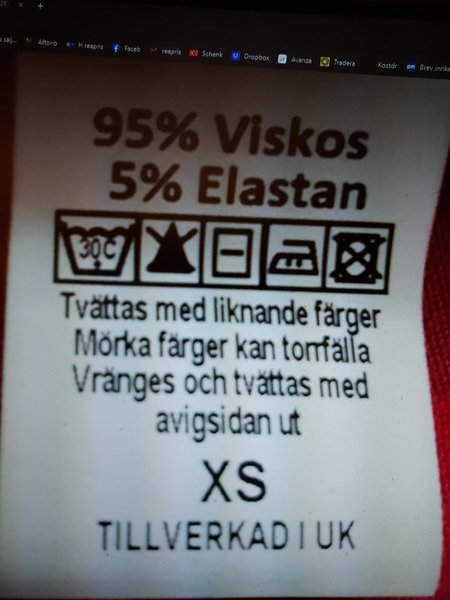 Aftonb H reapris Faceb reapris Schenk Dropbox Avanza Tradera Kostdr Brev inrike
95% Viskos
5% Elastan
30C
Tvättas med liknande färger
Mörka färger kan torrfälla
Vränges och tvättas med
avigsidan ut
XS
TILLVERKAD I UK